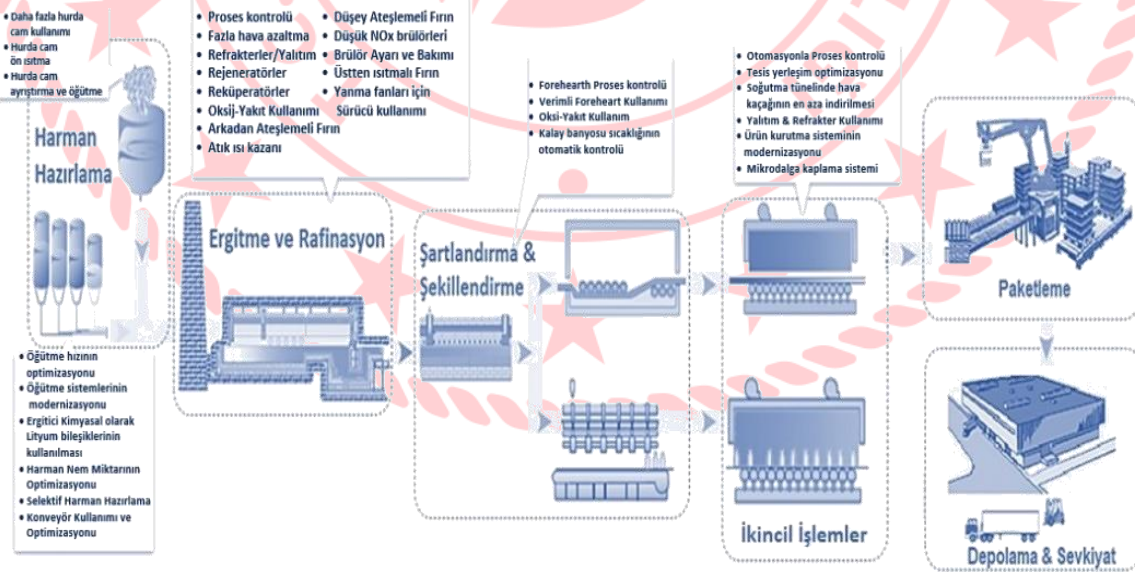 • Daha fazla hurda
cam kullanımı
• Hurda cam
ön ısıtma
• Hurda cam
ayrıştırma ve öğütme
Harman
Hazırlama
• Öğütme hızının
optimizasyonu
• Öğütme sistemlerinin
modernizasyonu
• Ergitici Kimyasal olarak
Lityum bileşiklerinin
kullanılması
• Harman Nem Miktarının
Optimizasyonu
• Selektif Harman Hazırlama
• Konveyör Kullanımı ve
Optimizasyonu
• Proses kontrolü
• Fazla hava azaltma
• Refrakterler/Yalıtım
• Rejeneratörler
• Reküperatörler
• Oksij-Yakıt Kullanımı
• Arkadan Ateşlemeli Fırın
• Atık ısı kazanı
• Düşey Ateşlemeli Fırın
• Düşük NOx brülörleri
• Brülör Ayarı ve Bakımı
• Üstten ısıtmalı Fırın
• Yanma fanları için
Sürücü kullanımı
Ergitme ve Rafinasyon
• Forehearth Proses kontrolü
• Verimli Foreheart Kullanımı
• Oksi-Yakıt Kullanım
• Kalay banyosu sıcaklığının
otomatik kontrolü
Şartlandırma &
Şekillendirme
• Otomasyonla Proses kontrolü
• Tesis yerleşim optimizasyonu
• Soğutma tünelinde hava
kaçağının en aza indirilmesi
• Yalıtım & Refrakter Kullanımı
• Ürün kurutma sisteminin
modernizasyonu
• Mikrodalga kaplama sistemi
İkincil İşlemler
Paketleme
Depolama & Sevkiyat